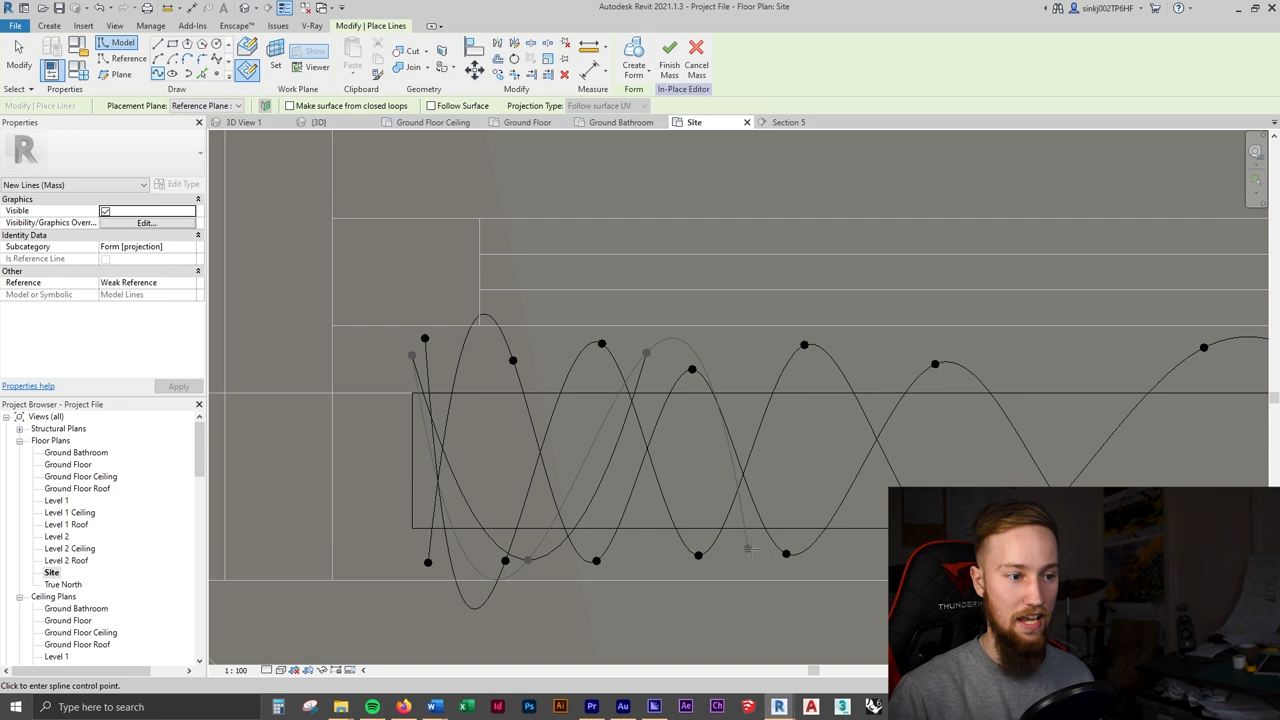 Autodesk Revit 2021.1.3 - Project File - Floor Plan: Site
sinkj002TP6HF
File Create Insert View Manage Add-Ins Enscape™ Issues V-Ray Modify | Place Lines
Modify
Model
Reference
Plane
Set
Show
Viewer
Paste
Cut
Join
Create Form
Finish Mass
Cancel Mass
Select Properties Draw Work Plane Clipboard Geometry Modify Measure Form In-Place Editor
Modify | Place Lines Placement Plane: Reference Plane : Make surface from closed loops Follow Surface Projection Type: Follow surface UV
Properties
3D View 1 {3D} Ground Floor Ceiling Ground Floor Ground Bathroom Site Section 5
R
New Lines (Mass) Edit Type
Graphics
Visible
Visibility/Graphics Overr... Edit...
Identity Data
Subcategory Form [projection]
Is Reference Line
Other
Reference Weak Reference
Model or Symbolic Model Lines
Properties help Apply
Project Browser - Project File
Views (all)
Structural Plans
Floor Plans
Ground Bathroom
Ground Floor
Ground Floor Ceiling
Ground Floor Roof
Level 1
Level 1 Ceiling
Level 1 Roof
Level 2
Level 2 Ceiling
Level 2 Roof
Site
True North
Ceiling Plans
Ground Bathroom
Ground Floor
Ground Floor Ceiling
Ground Floor Roof
Level 1
1 : 100
Click to enter spline control point.
Type here to search